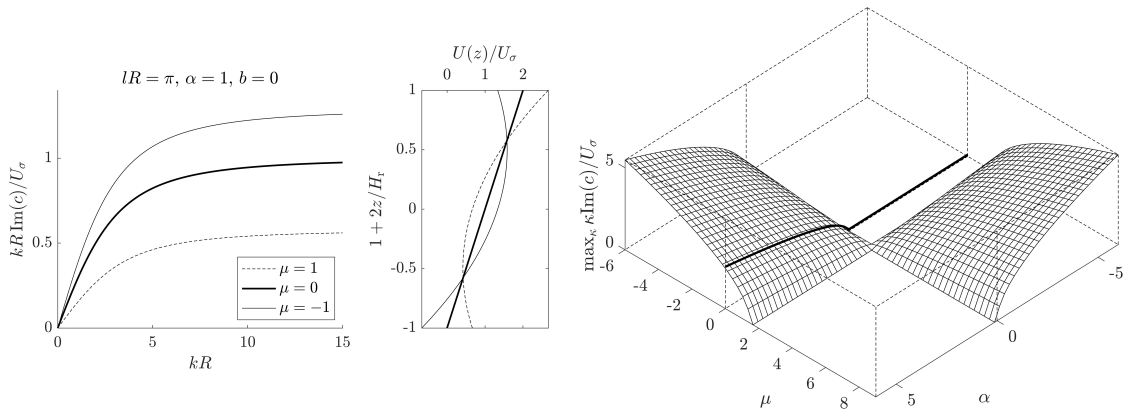 lR = π, α = 1, b = 0
kR Im(c)/U_σ
1
0.5
0
0
5
10
15
kR
μ = 1
μ = 0
μ = −1
U(z)/U_σ
0
1
2
1 + 2z/H_r
1
0.5
0
-0.5
-1
max_κ κIm(c)/U_σ
5
0
-6
-4
-2
0
2
4
6
8
μ
5
0
-5
α